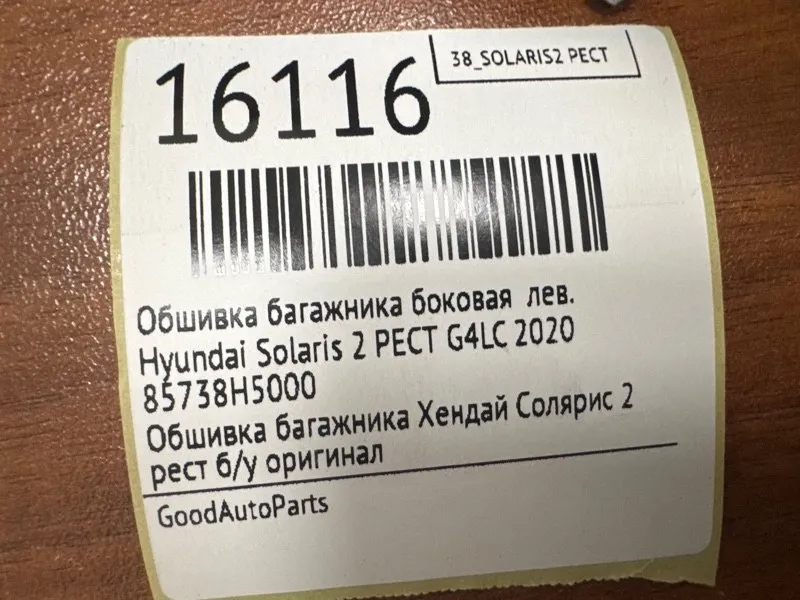 38_SOLARIS2 РЕСТ
16116
Обшивка багажника боковая лев.
Hyundai Solaris 2 РЕСТ G4LC 2020
85738H5000
Обшивка багажника Хендай Солярис 2
рест б/у оригинал
GoodAutoParts